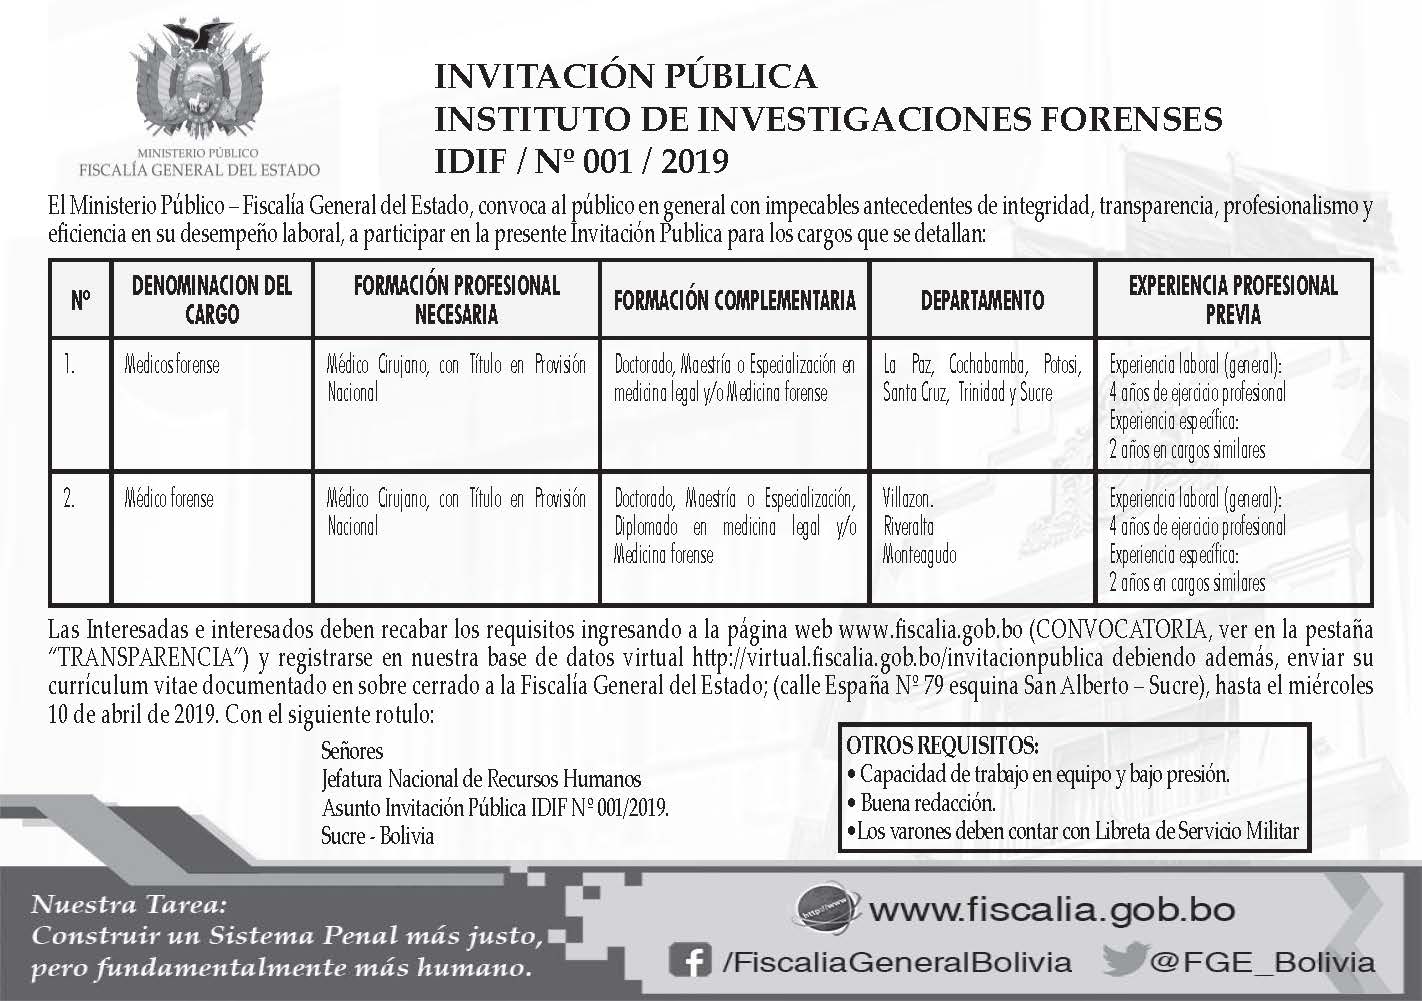 MINISTERIO PÚBLICO
FISCALÍA GENERAL DEL ESTADO
INVITACIÓN PÚBLICA
INSTITUTO DE INVESTIGACIONES FORENSES
IDIF / Nº 001 / 2019
El Ministerio Público – Fiscalía General del Estado, convoca al público en general con impecables antecedentes de integridad, transparencia, profesionalismo y
eficiencia en su desempeño laboral, a participar en la presente Invitación Publica para los cargos que se detallan:
Nº
DENOMINACION DEL
CARGO
FORMACIÓN PROFESIONAL
NECESARIA
FORMACIÓN COMPLEMENTARIA
DEPARTAMENTO
EXPERIENCIA PROFESIONAL
PREVIA
1.
Medicos forense
Médico Cirujano, con Título en Provisión
Nacional
Doctorado, Maestría o Especialización en
medicina legal y/o Medicina forense
La Paz, Cochabamba, Potosi,
Santa Cruz, Trinidad y Sucre
Experiencia laboral (general):
4 años de ejercicio profesional
Experiencia específica:
2 años en cargos similares
2.
Médico forense
Médico Cirujano, con Título en Provisión
Nacional
Doctorado, Maestría o Especialización,
Diplomado en medicina legal y/o
Medicina forense
Villazon.
Riveralta
Monteagudo
Experiencia laboral (general):
4 años de ejercicio profesional
Experiencia específica:
2 años en cargos similares
Las Interesadas e interesados deben recabar los requisitos ingresando a la página web www.fiscalia.gob.bo (CONVOCATORIA, ver en la pestaña
“TRANSPARENCIA”) y registrarse en nuestra base de datos virtual http://virtual.fiscalia.gob.bo/invitacionpublica debiendo además, enviar su
currículum vitae documentado en sobre cerrado a la Fiscalía General del Estado; (calle España Nº 79 esquina San Alberto – Sucre), hasta el miércoles
10 de abril de 2019. Con el siguiente rotulo:
Señores
Jefatura Nacional de Recursos Humanos
Asunto Invitación Pública IDIF Nº 001/2019.
Sucre - Bolivia
OTROS REQUISITOS:
• Capacidad de trabajo en equipo y bajo presión.
• Buena redacción.
•Los varones deben contar con Libreta de Servicio Militar
Nuestra Tarea:
Construir un Sistema Penal más justo,
pero fundamentalmente más humano.
http://www
www.fiscalia.gob.bo
/FiscaliaGeneralBolivia
@FGE_Bolivia